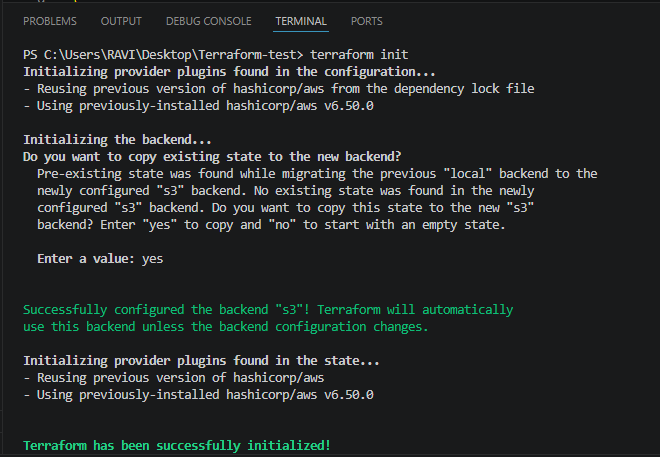 PROBLEMS OUTPUT DEBUG CONSOLE TERMINAL PORTS
PS C:\Users\RAVI\Desktop\Terraform-test> terraform init
Initializing provider plugins found in the configuration...
- Reusing previous version of hashicorp/aws from the dependency lock file
- Using previously-installed hashicorp/aws v6.50.0
Initializing the backend...
Do you want to copy existing state to the new backend?
Pre-existing state was found while migrating the previous "local" backend to the
newly configured "s3" backend. No existing state was found in the newly
configured "s3" backend. Do you want to copy this state to the new "s3"
backend? Enter "yes" to copy and "no" to start with an empty state.
Enter a value: yes
Successfully configured the backend "s3"! Terraform will automatically
use this backend unless the backend configuration changes.
Initializing provider plugins found in the state...
- Reusing previous version of hashicorp/aws
- Using previously-installed hashicorp/aws v6.50.0
Terraform has been successfully initialized!